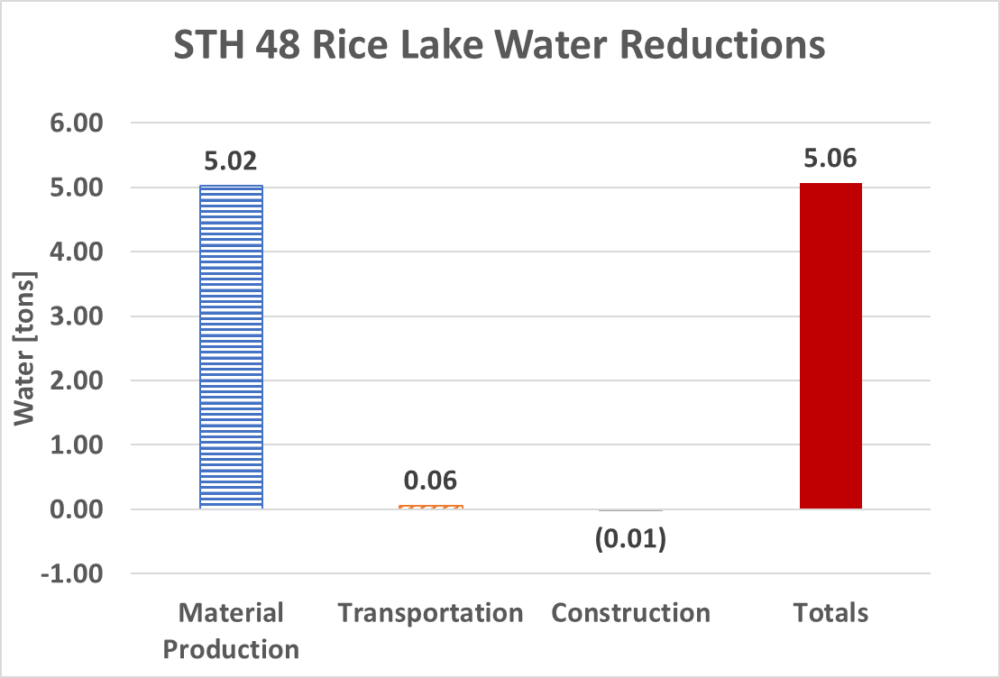 STH 48 Rice Lake Water Reductions
6.00
5.00
4.00
3.00
2.00
1.00
0.00
-1.00
Water [tons]
5.02
0.06
(0.01)
5.06
Material
Production
Transportation
Construction
Totals